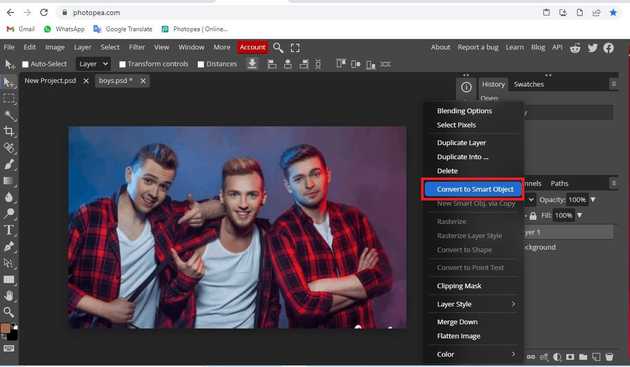 photopea.com
Gmail WhatsApp Google Translate Photopea | Online...
File Edit Image Layer Select Filter View Window More Account About Report a bug Learn Blog API
Auto-Select Layer Transform controls Distances
New Project.psd boys.psd * History Swatches
Open
Blending Options
Select Pixels
Duplicate Layer
Duplicate Into ...
Delete
Convert to Smart Object
New Smart Obj. via Copy
Rasterize
Rasterize Layer Style
Convert to Shape
Convert to Point Text
Clipping Mask
Layer Style
Merge Down
Flatten Image
Color
nnels Paths
Opacity: 100%
Fill: 100%
yer 1
ckground